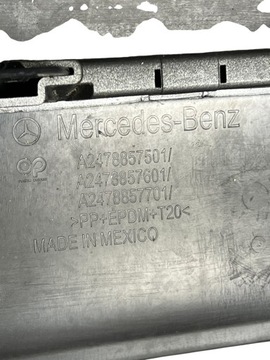 Mercedes-Benz
A2478857501/
A2478857601/
A2478857701/
>PP+EPDM+T20<
MADE IN MEXICO